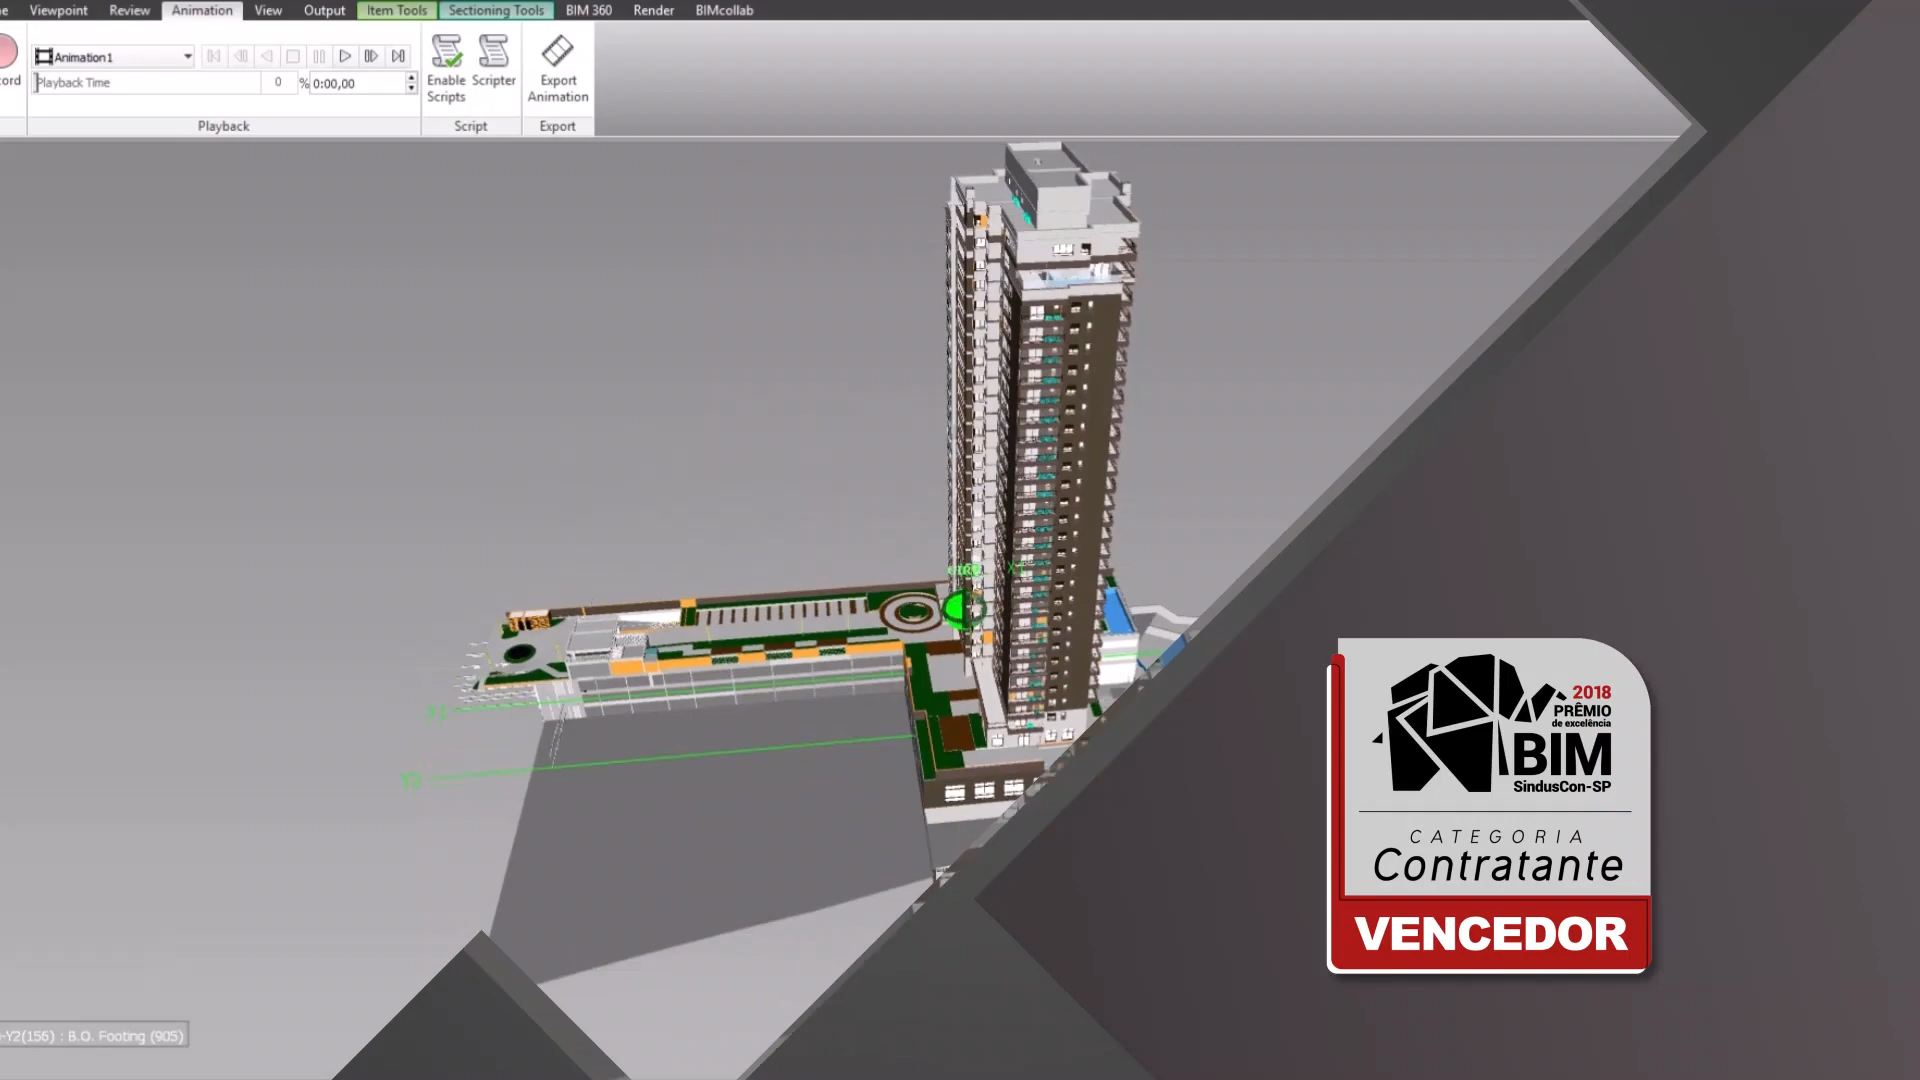 Viewpoint Review Animation View Output Item Tools Sectioning Tools BIM 360 Render BIMcollab
Animation1
Playback Time 0 % 0:00,00
Enable Scripts
Scripter
Export Animation
Playback Script Export
X1
Y2
-Y2(156) : B.O. Footing (905)
2018
PRÊMIO
de excelência
BIM
SindusCon-SP
CATEGORIA
Contratante
VENCEDOR